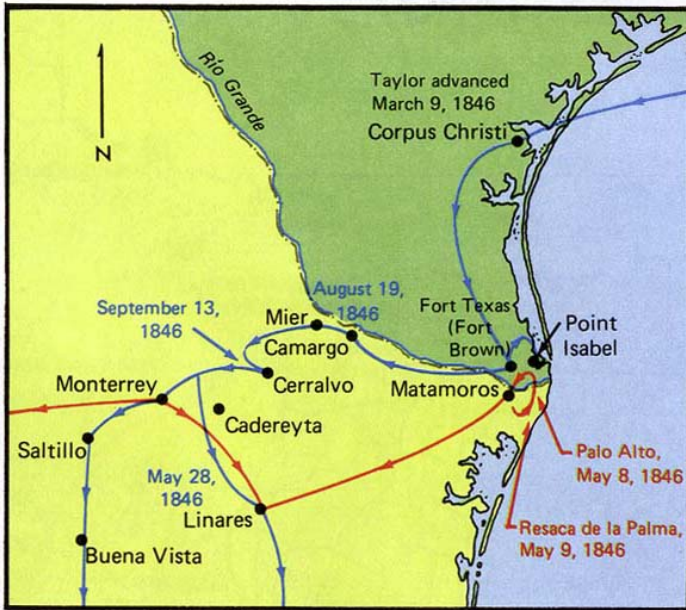 Río Grande
N
Taylor advanced
March 9, 1846
Corpus Christi
August 19,
1846
September 13,
1846
Mier
Camargo
Fort Texas
(Fort
Brown)
Point
Isabel
Monterrey
Cerralvo
Matamoros
Cadereyta
Saltillo
Palo Alto,
May 8, 1846
May 28,
1846
Linares
Resaca de la Palma,
May 9, 1846
Buena Vista